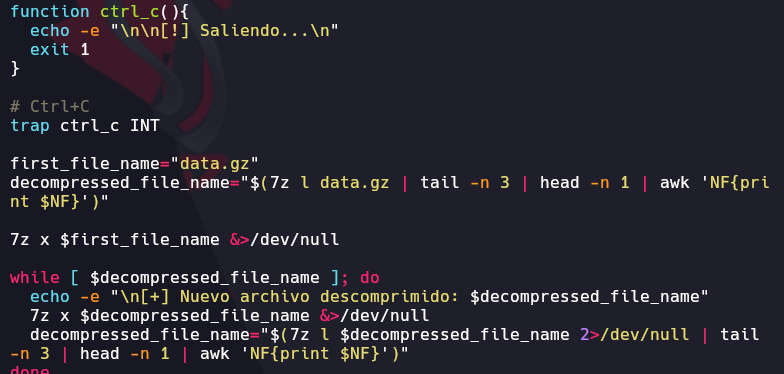 function ctrl_c(){
  echo -e "\n\n[!] Saliendo...\n"
  exit 1
}

# Ctrl+C
trap ctrl_c INT

first_file_name="data.gz"
decompressed_file_name="$(7z l data.gz | tail -n 3 | head -n 1 | awk 'NF{pri
nt $NF}')"

7z x $first_file_name &>/dev/null

while [ $decompressed_file_name ]; do
  echo -e "\n[+] Nuevo archivo descomprimido: $decompressed_file_name"
  7z x $decompressed_file_name &>/dev/null
  decompressed_file_name="$(7z l $decompressed_file_name 2>/dev/null | tail
-n 3 | head -n 1 | awk 'NF{print $NF}')"
done